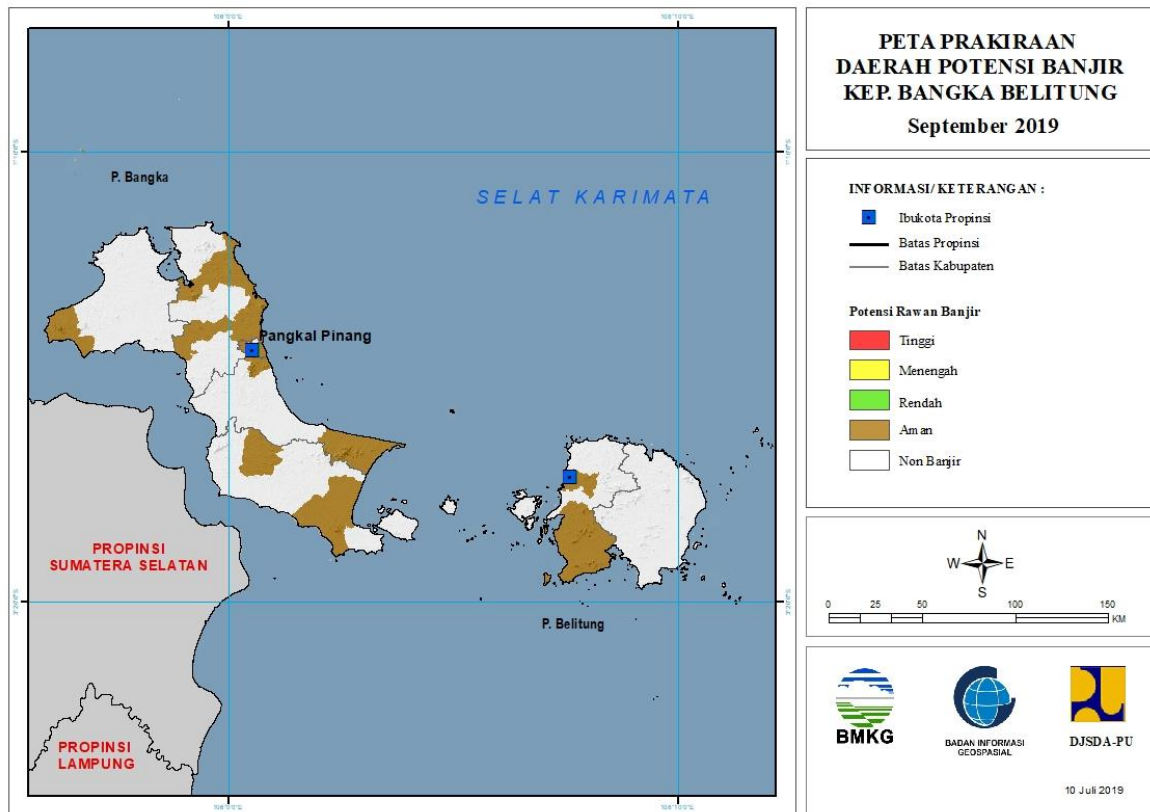 PETA PRAKIRAAN
DAERAH POTENSI BANJIR
KEP. BANGKA BELITUNG
September 2019
P. Bangka
SELAT KARIMATA
Pangkal Pinang
PROPINSI
SUMATERA SELATAN
P. Belitung
PROPINSI
LAMPUNG
INFORMASI/ KETERANGAN :
Ibukota Propinsi
Batas Propinsi
Batas Kabupaten
Potensi Rawan Banjir
Tinggi
Menengah
Rendah
Aman
Non Banjir
N
W E
S
0 25 50 100 150
KM
BMKG
BADAN INFORMASI
GEOSPASIAL
DJSDA-PU
10 Juli 2019